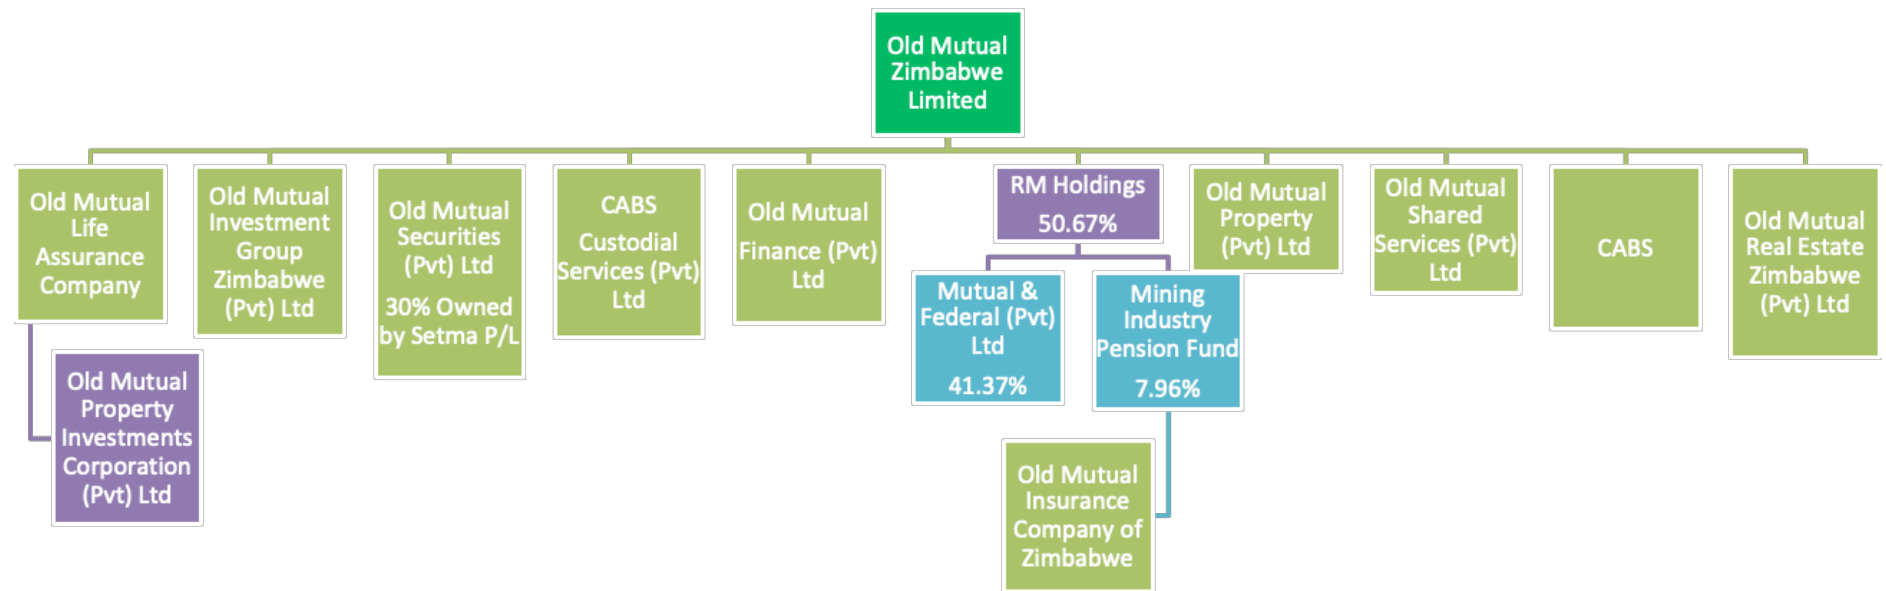 Old Mutual
Zimbabwe
Limited
Old Mutual
Life
Assurance
Company
Old Mutual
Investment
Group
Zimbabwe
(Pvt) Ltd
Old Mutual
Securities
(Pvt) Ltd
30% Owned
by Setma P/L
CABS
Custodial
Services (Pvt)
Ltd
Old Mutual
Finance (Pvt)
Ltd
RM Holdings
50.67%
Old Mutual
Property
(Pvt) Ltd
Old Mutual
Shared
Services (Pvt)
Ltd
CABS
Old Mutual
Real Estate
Zimbabwe
(Pvt) Ltd
Mutual &
Federal (Pvt)
Ltd
41.37%
Mining
Industry
Pension Fund
7.96%
Old Mutual
Property
Investments
Corporation
(Pvt) Ltd
Old Mutual
Insurance
Company of
Zimbabwe